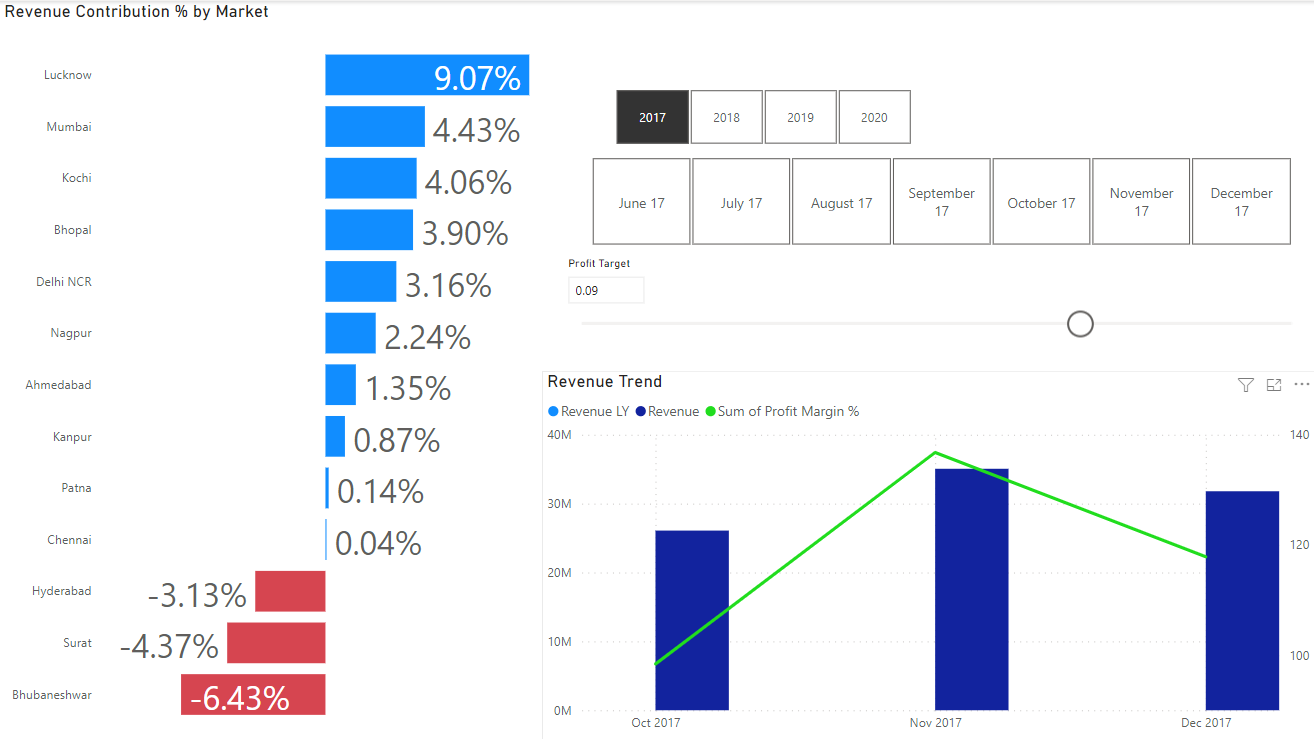 Revenue Contribution % by Market
Lucknow 9.07%
Mumbai 4.43%
Kochi 4.06%
Bhopal 3.90%
Delhi NCR 3.16%
Nagpur 2.24%
Ahmedabad 1.35%
Kanpur 0.87%
Patna 0.14%
Chennai 0.04%
Hyderabad -3.13%
Surat -4.37%
Bhubaneshwar -6.43%
2017 2018 2019 2020
June 17 July 17 August 17 September 17 October 17 November 17 December 17
Profit Target
0.09
Revenue Trend
Revenue LY Revenue Sum of Profit Margin %
40M 140
30M
120
20M
10M
100
0M
Oct 2017 Nov 2017 Dec 2017